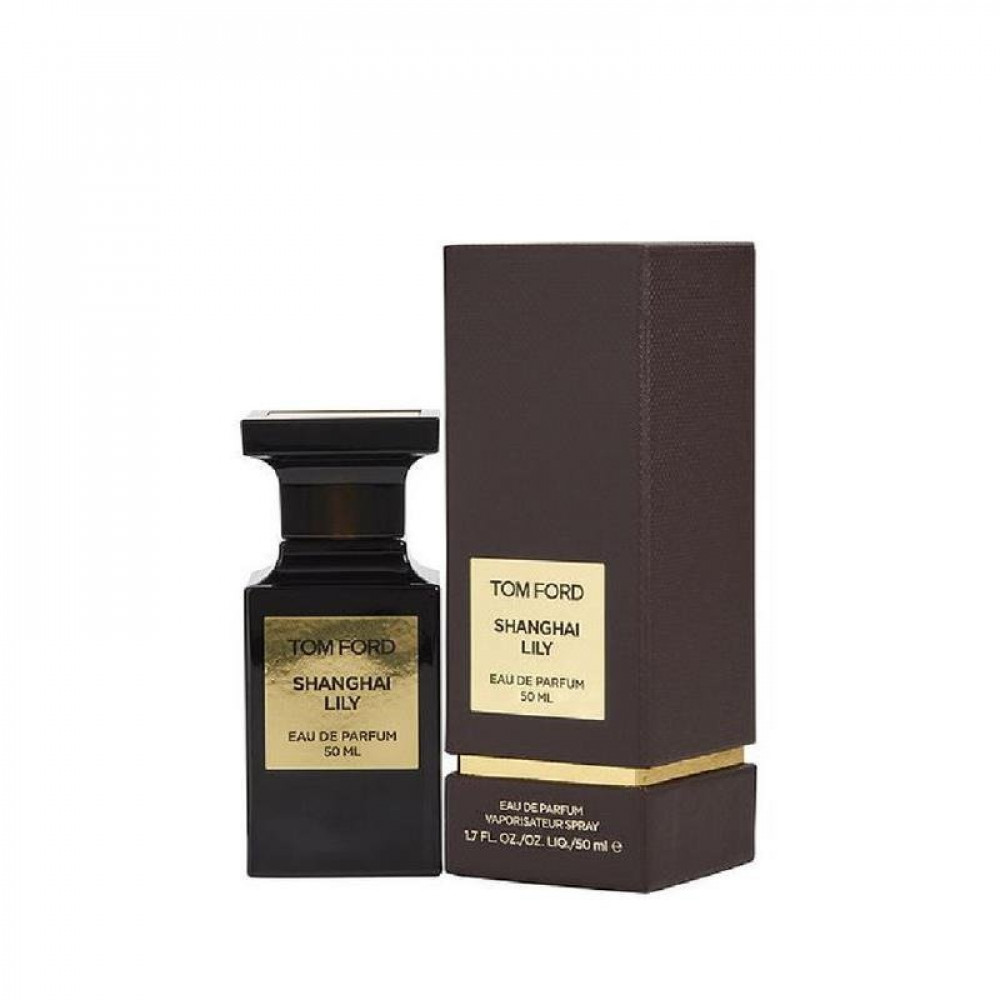 TOM FORD
SHANGHAI
LILY
EAU DE PARFUM
50 ML
TOM FORD
SHANGHAI
LILY
EAU DE PARFUM
50 ML
EAU DE PARFUM
VAPORISATEUR SPRAY
1.7 FL. OZ./OZ. LIQ./50 ml ℮